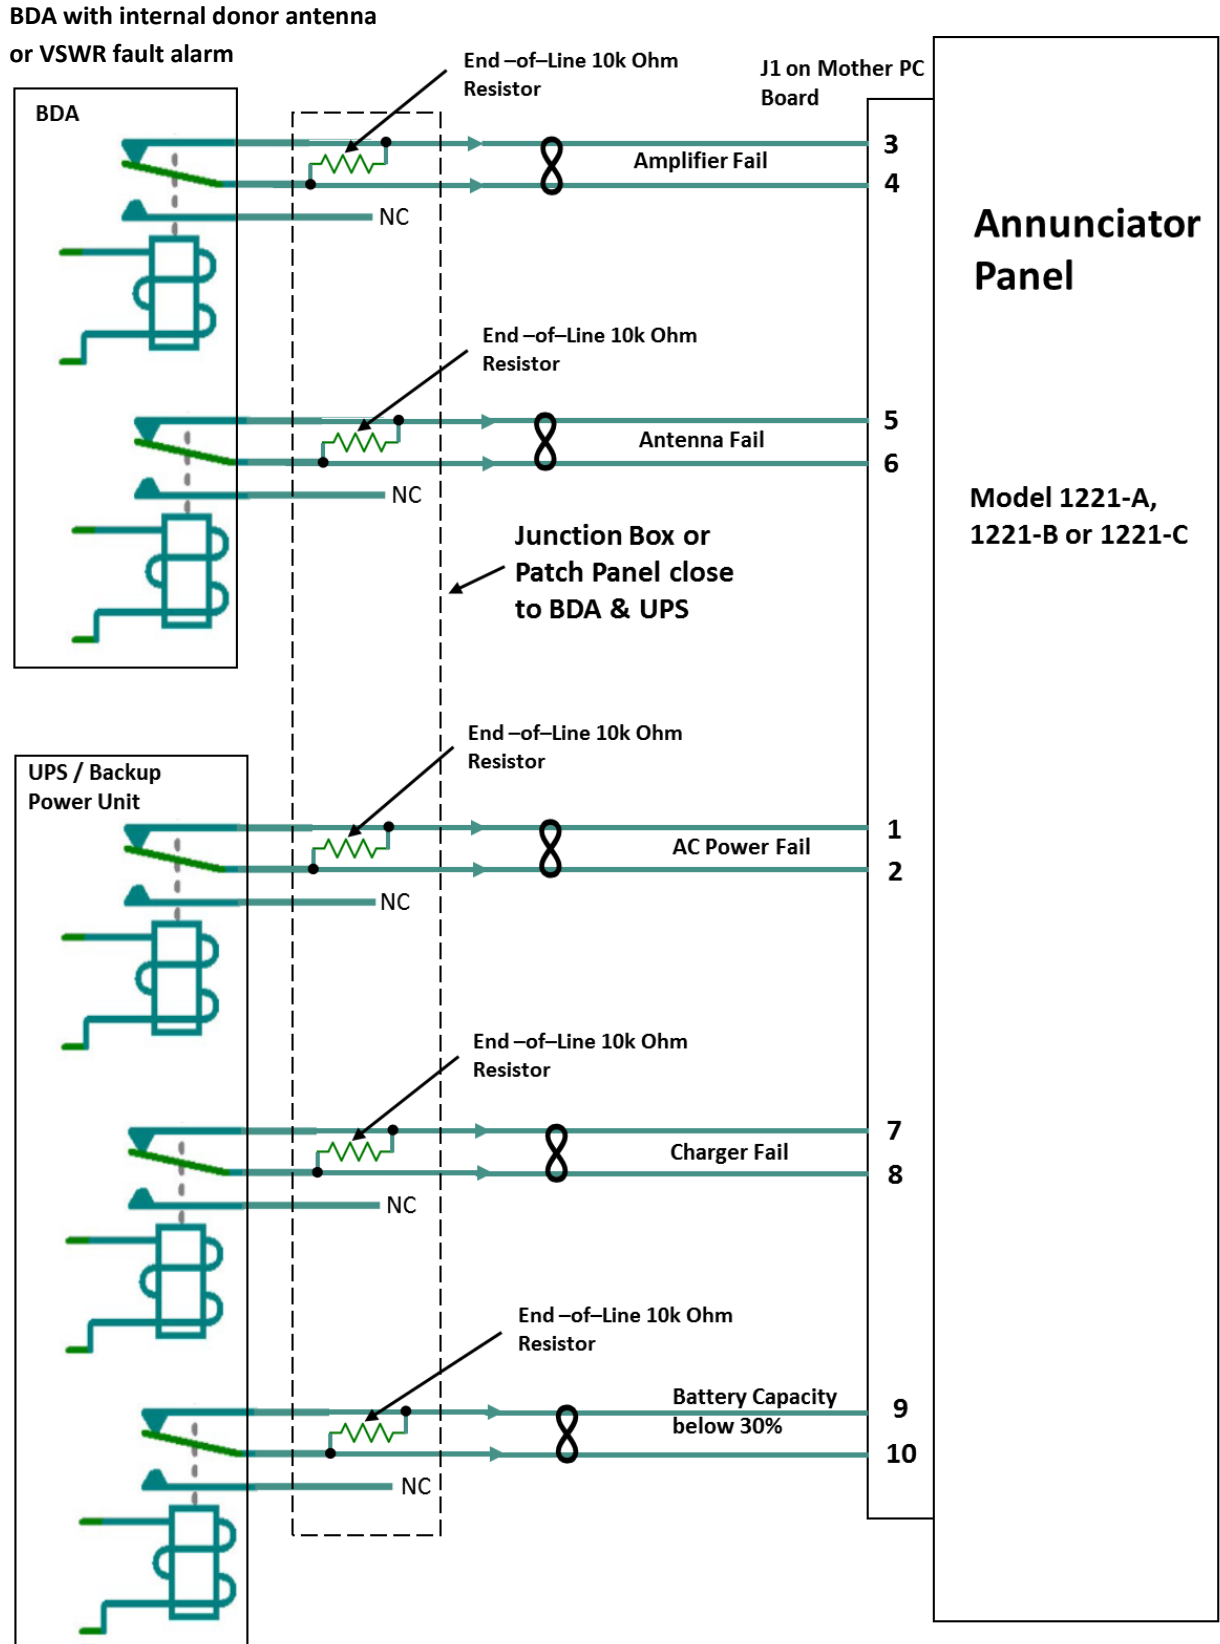 BDA with internal donor antenna
or VSWR fault alarm
BDA
End –of–Line 10k Ohm
Resistor
J1 on Mother PC
Board
Amplifier Fail
3
4
NC
Annunciator
Panel
End –of–Line 10k Ohm
Resistor
Antenna Fail
5
6
NC
Model 1221-A,
1221-B or 1221-C
Junction Box or
Patch Panel close
to BDA & UPS
UPS / Backup
Power Unit
End –of–Line 10k Ohm
Resistor
AC Power Fail
1
2
NC
End –of–Line 10k Ohm
Resistor
Charger Fail
7
8
NC
End –of–Line 10k Ohm
Resistor
Battery Capacity
below 30%
9
10
NC